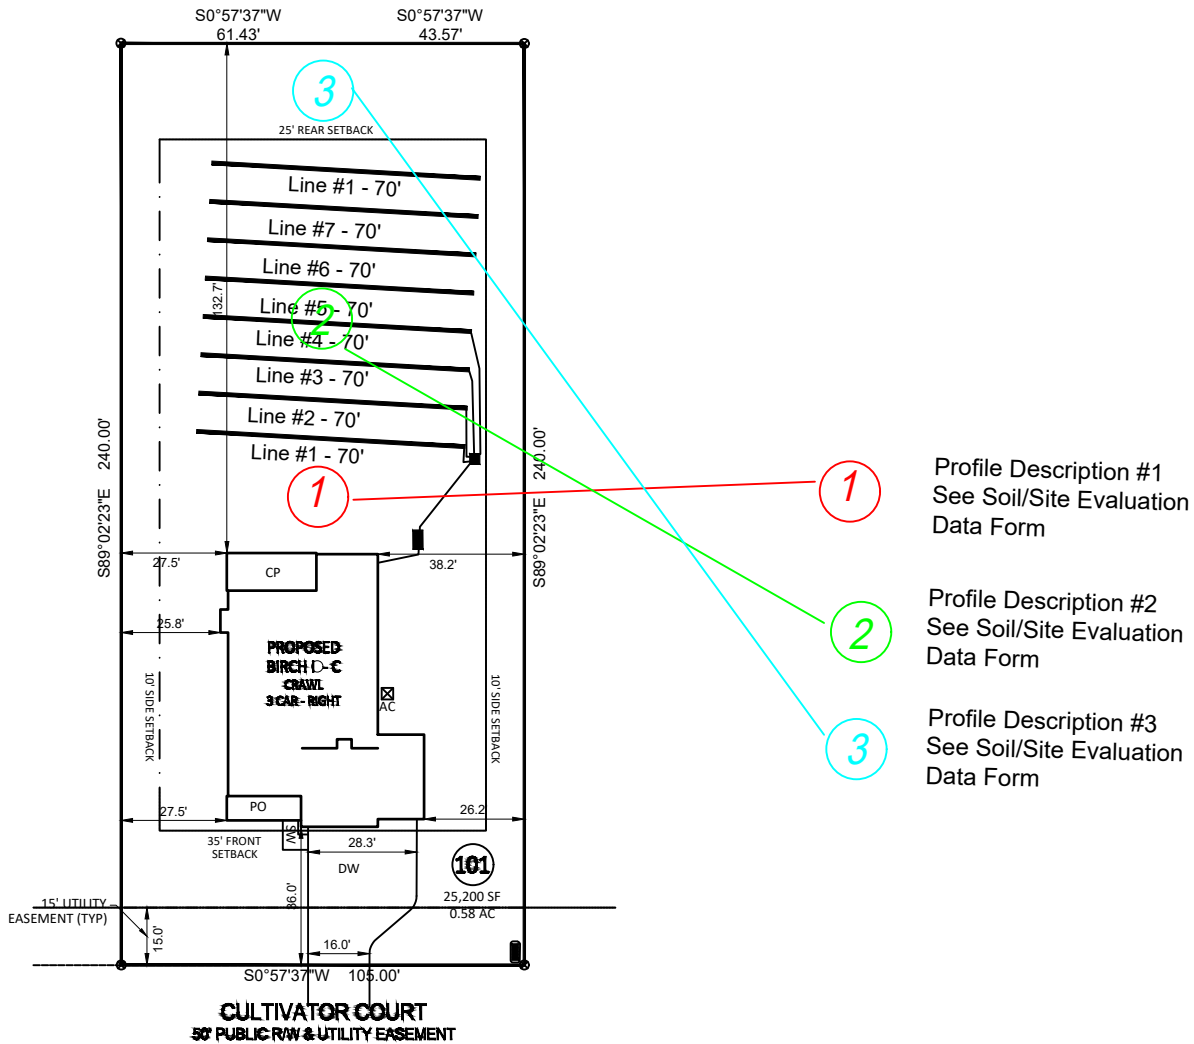 S0°57'37"W
61.43'
S0°57'37"W
43.57'
3
25' REAR SETBACK
Line #1 - 70'
Line #7 - 70'
Line #6 - 70'
132.7'
Line #5 - 70'
2
Line #4 - 70'
Line #3 - 70'
Line #2 - 70'
Line #1 - 70'
S89°02'23"E 240.00'
S89°02'23"E 240.00'
1
1
Profile Description #1
See Soil/Site Evaluation
Data Form
27.5'
CP
38.2'
25.8'
PROPOSED
BIRCH I - C
CRAWL
3 CAR - RIGHT
AC
2
Profile Description #2
See Soil/Site Evaluation
Data Form
10' SIDE SETBACK
10' SIDE SETBACK
3
Profile Description #3
See Soil/Site Evaluation
Data Form
27.5'
PO
26.2'
35' FRONT
SETBACK
SW
28.3'
DW
101
25,200 SF
0.58 AC
36.0'
15' UTILITY
EASEMENT (TYP)
15.0'
16.0'
S0°57'37"W 105.00'
CULTIVATOR COURT
50' PUBLIC R/W & UTILITY EASEMENT